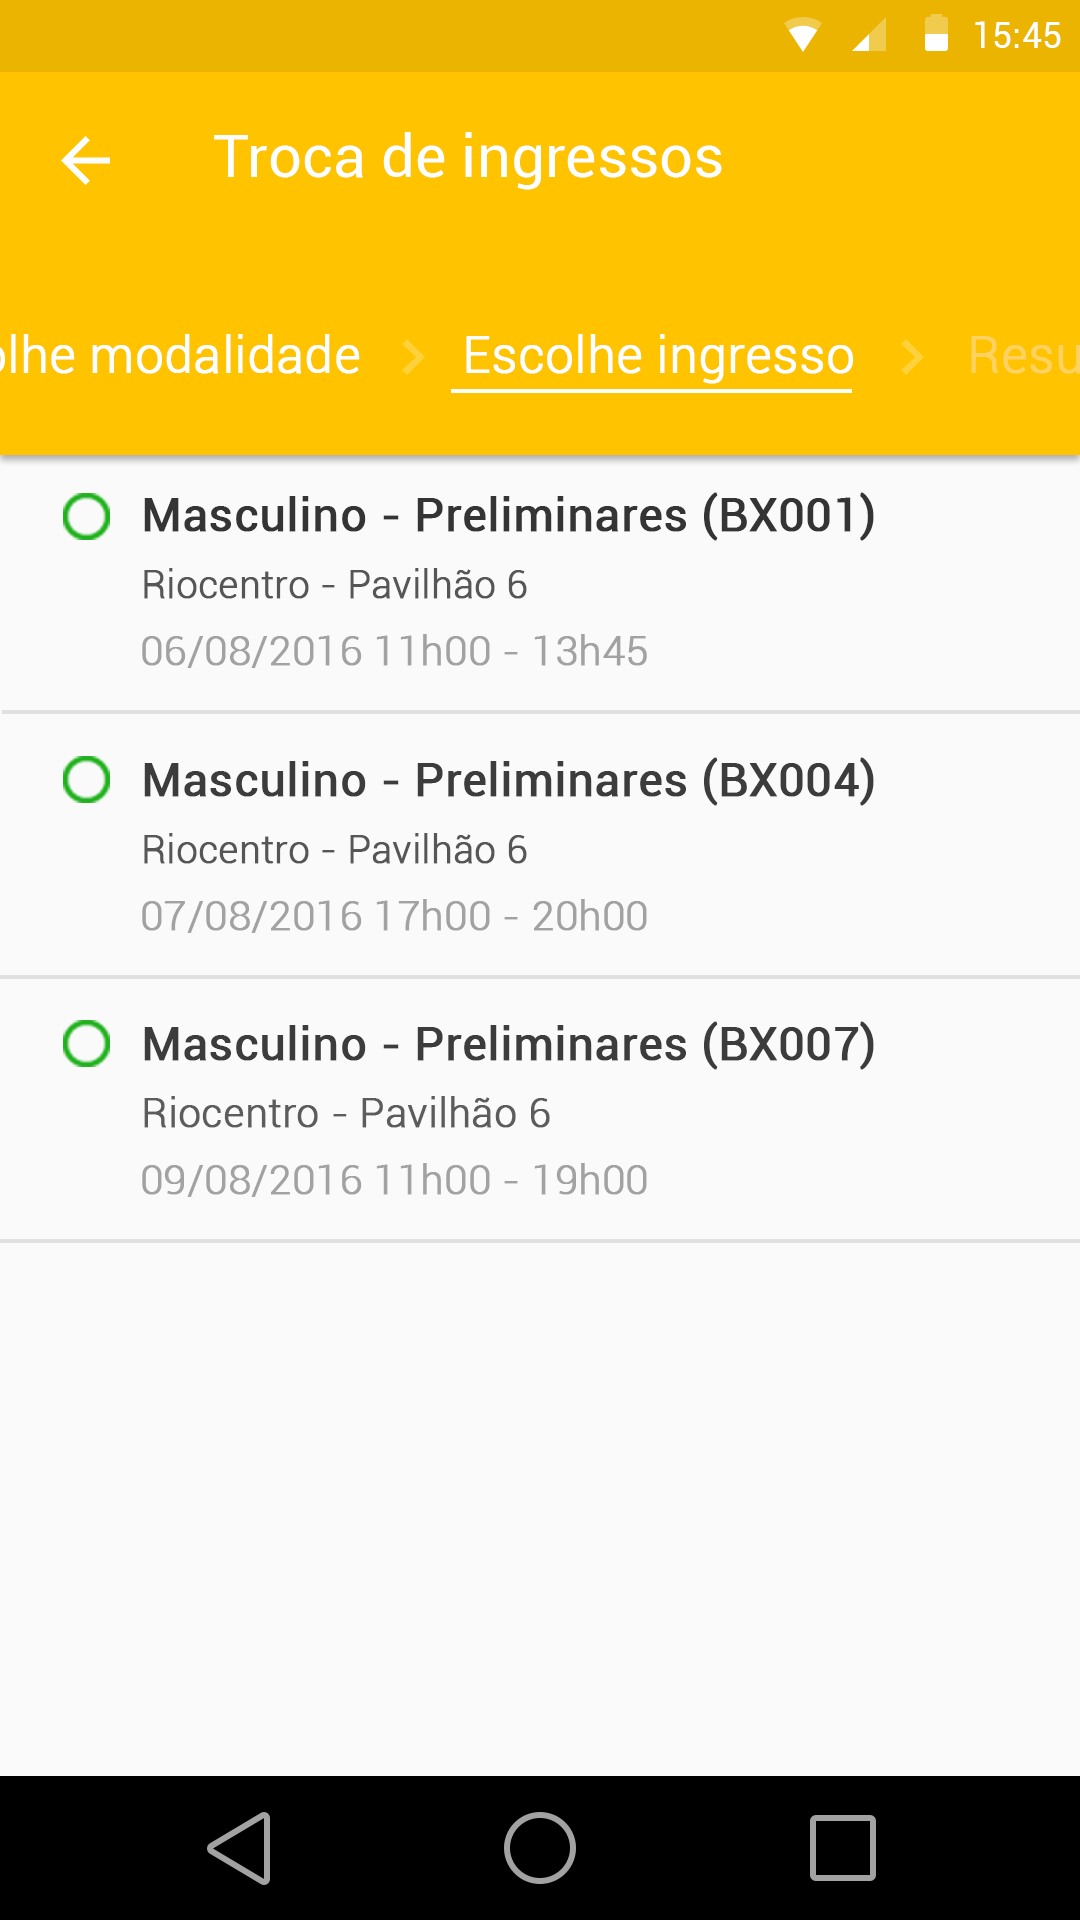 15:45
Troca de ingressos
olhe modalidade Escolhe ingresso Resu
Masculino - Preliminares (BX001)
Riocentro - Pavilhão 6
06/08/2016 11h00 - 13h45
Masculino - Preliminares (BX004)
Riocentro - Pavilhão 6
07/08/2016 17h00 - 20h00
Masculino - Preliminares (BX007)
Riocentro - Pavilhão 6
09/08/2016 11h00 - 19h00